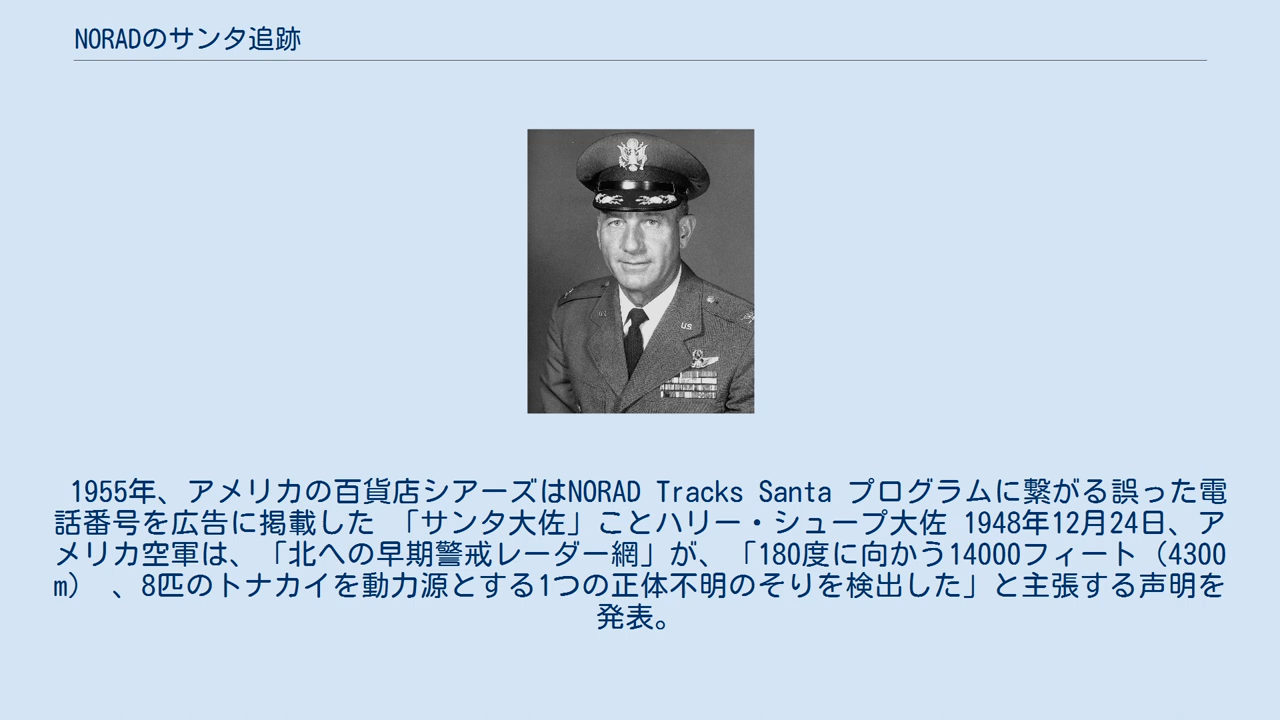 NORADのサンタ追跡
US
1955年、アメリカの百貨店シアーズはNORAD Tracks Santa プログラムに繋がる誤った電
話番号を広告に掲載した 「サンタ大佐」ことハリー・シュープ大佐 1948年12月24日、ア
メリカ空軍は、「北への早期警戒レーダー網」が、「180度に向かう14000フィート（4300
m） 、8匹のトナカイを動力源とする1つの正体不明のそりを検出した」と主張する声明を
発表。